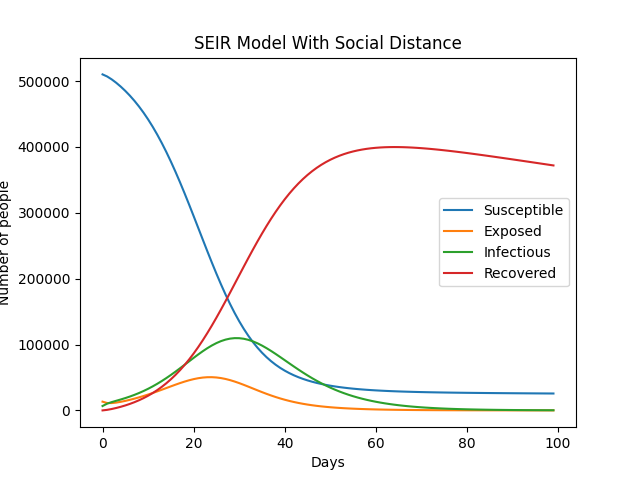 SEIR Model With Social Distance
500000
400000
300000
200000
100000
0
Number of people
Susceptible
Exposed
Infectious
Recovered
0 20 40 60 80 100
Days